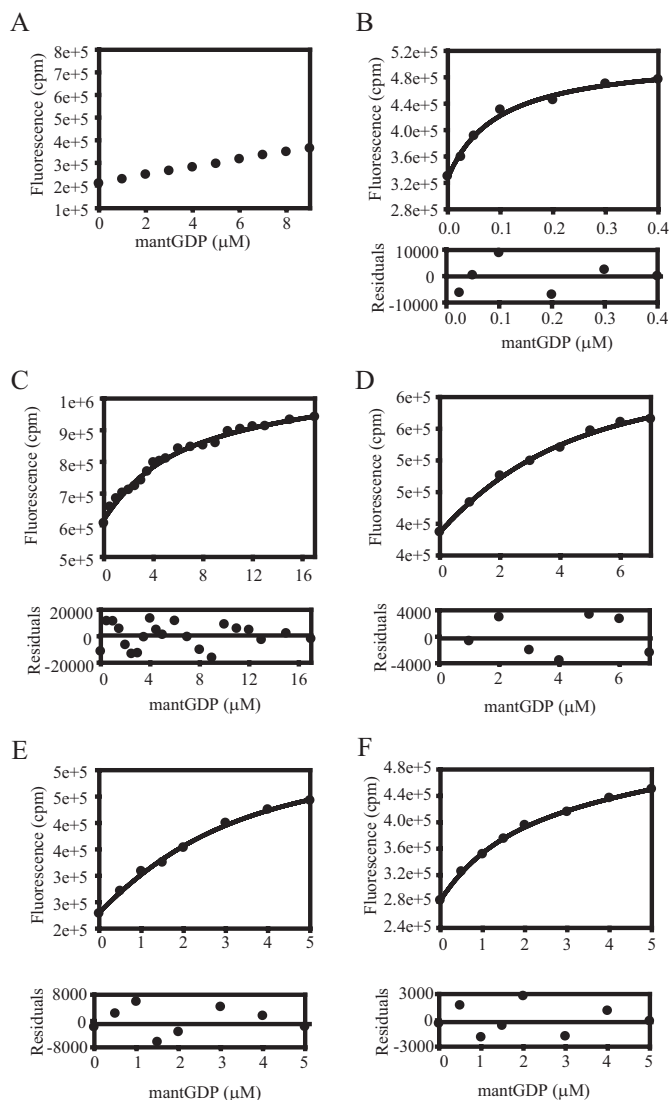 A
Fluorescence (cpm)
8e+5
7e+5
6e+5
5e+5
4e+5
3e+5
2e+5
1e+5
0 2 4 6 8
mantGDP (µM)
B
Fluorescence (cpm)
5.2e+5
4.8e+5
4.4e+5
4.0e+5
3.6e+5
3.2e+5
2.8e+5
0.0 0.1 0.2 0.3 0.4
Residuals
10000
0
-10000
0.0 0.1 0.2 0.3 0.4
mantGDP (µM)
C
Fluorescence (cpm)
1e+6
9e+5
8e+5
7e+5
6e+5
5e+5
0 4 8 12 16
Residuals
20000
0
-20000
0 4 8 12 16
mantGDP (µM)
D
Fluorescence (cpm)
6e+5
6e+5
5e+5
5e+5
4e+5
4e+5
0 2 4 6
Residuals
4000
0
-4000
2 4 6
mantGDP (µM)
E
Fluorescence (cpm)
5e+5
5e+5
4e+5
4e+5
3e+5
3e+5
2e+5
0 1 2 3 4 5
Residuals
8000
0
-8000
0 1 2 3 4 5
mantGDP (µM)
F
Fluorescence (cpm)
4.8e+5
4.4e+5
4.0e+5
3.6e+5
3.2e+5
2.8e+5
2.4e+5
0 1 2 3 4 5
Residuals
3000
0
-3000
0 1 2 3 4 5
mantGDP (µM)